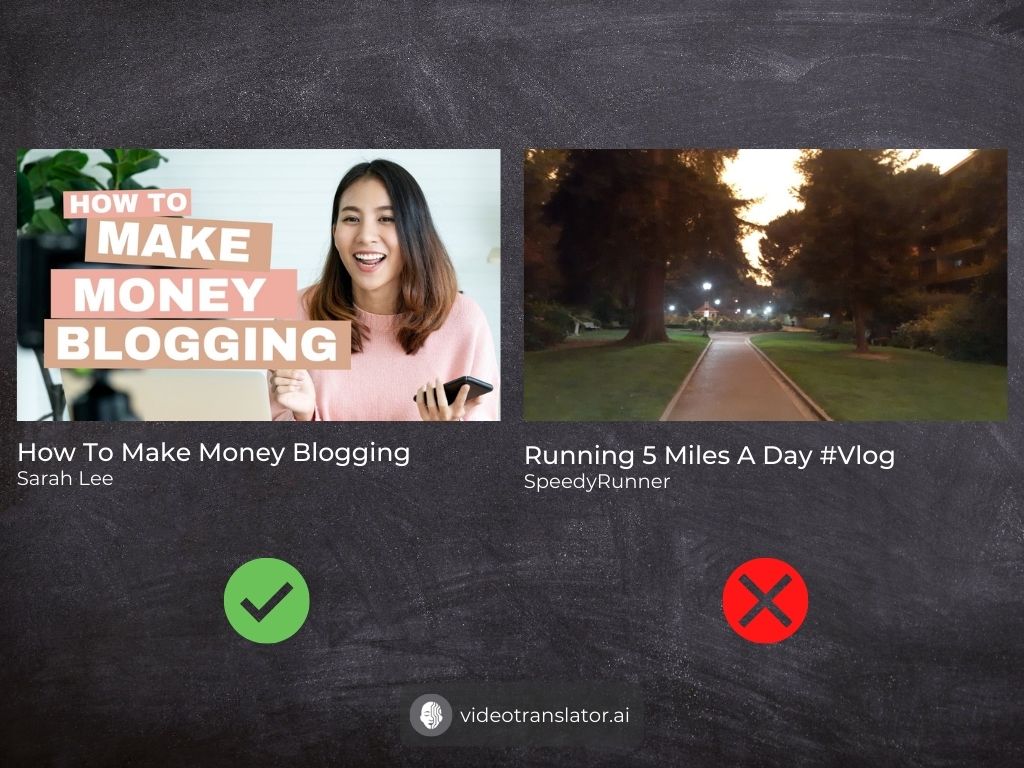 HOW TO
MAKE
MONEY
BLOGGING
How To Make Money Blogging
Sarah Lee
Running 5 Miles A Day #Vlog
SpeedyRunner
videotranslator.ai